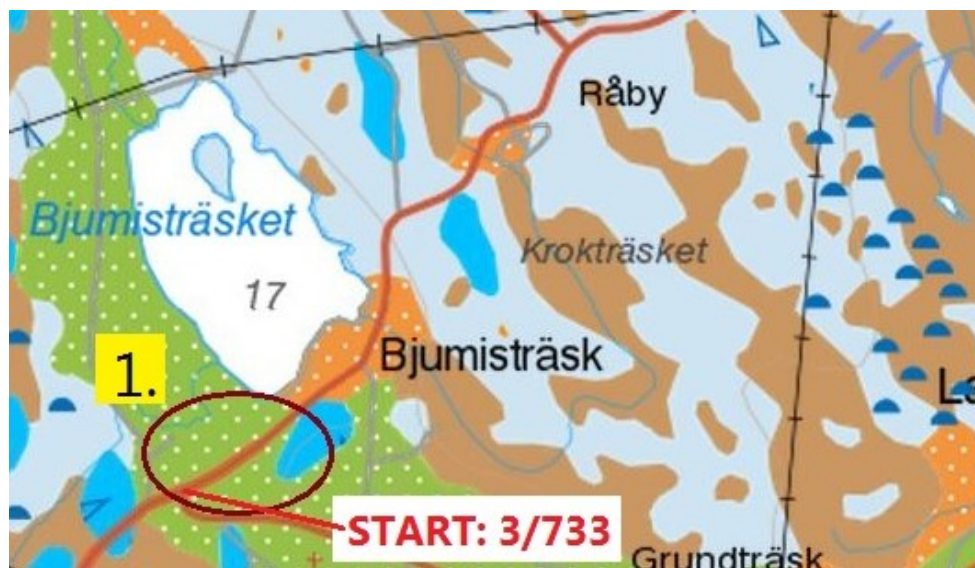 Råby
Bjumisträsket
Krokträsket
17
Bjumisträsk
1.
START: 3/733
Grundträsk